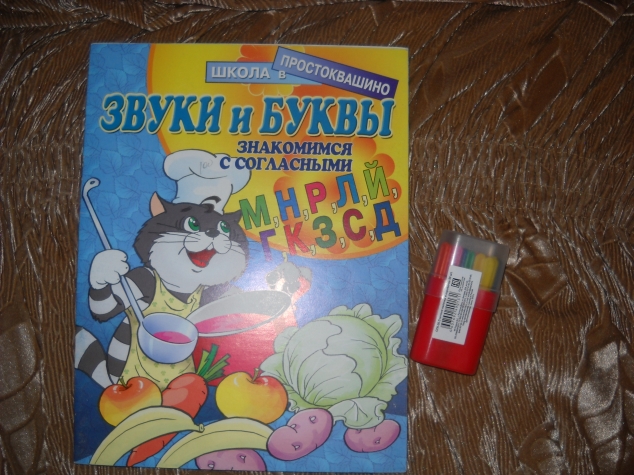 ШКОЛА в ПРОСТОКВАШИНО
ЗВУКИ и БУКВЫ
ЗНАКОМИМСЯ
С СОГЛАСНЫМИ
М, Н, Р, Л, Й,
Г, К, З, С, Д